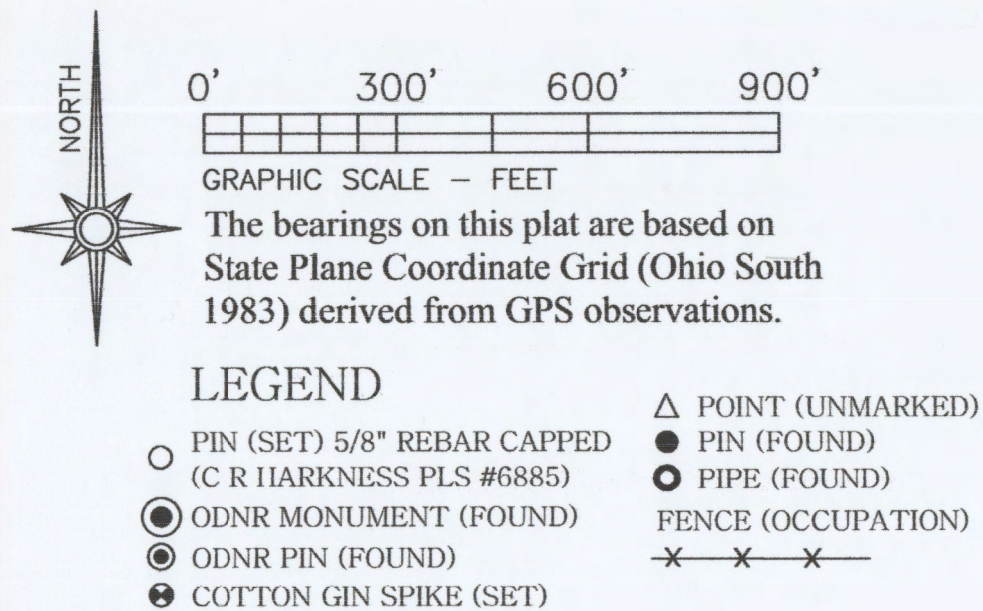 NORTH
0' 300' 600' 900'
GRAPHIC SCALE - FEET
The bearings on this plat are based on
State Plane Coordinate Grid (Ohio South
1983) derived from GPS observations.
LEGEND
PIN (SET) 5/8" REBAR CAPPED
(C R HARKNESS PLS #6885)
ODNR MONUMENT (FOUND)
ODNR PIN (FOUND)
COTTON GIN SPIKE (SET)
POINT (UNMARKED)
PIN (FOUND)
PIPE (FOUND)
FENCE (OCCUPATION)
X X X